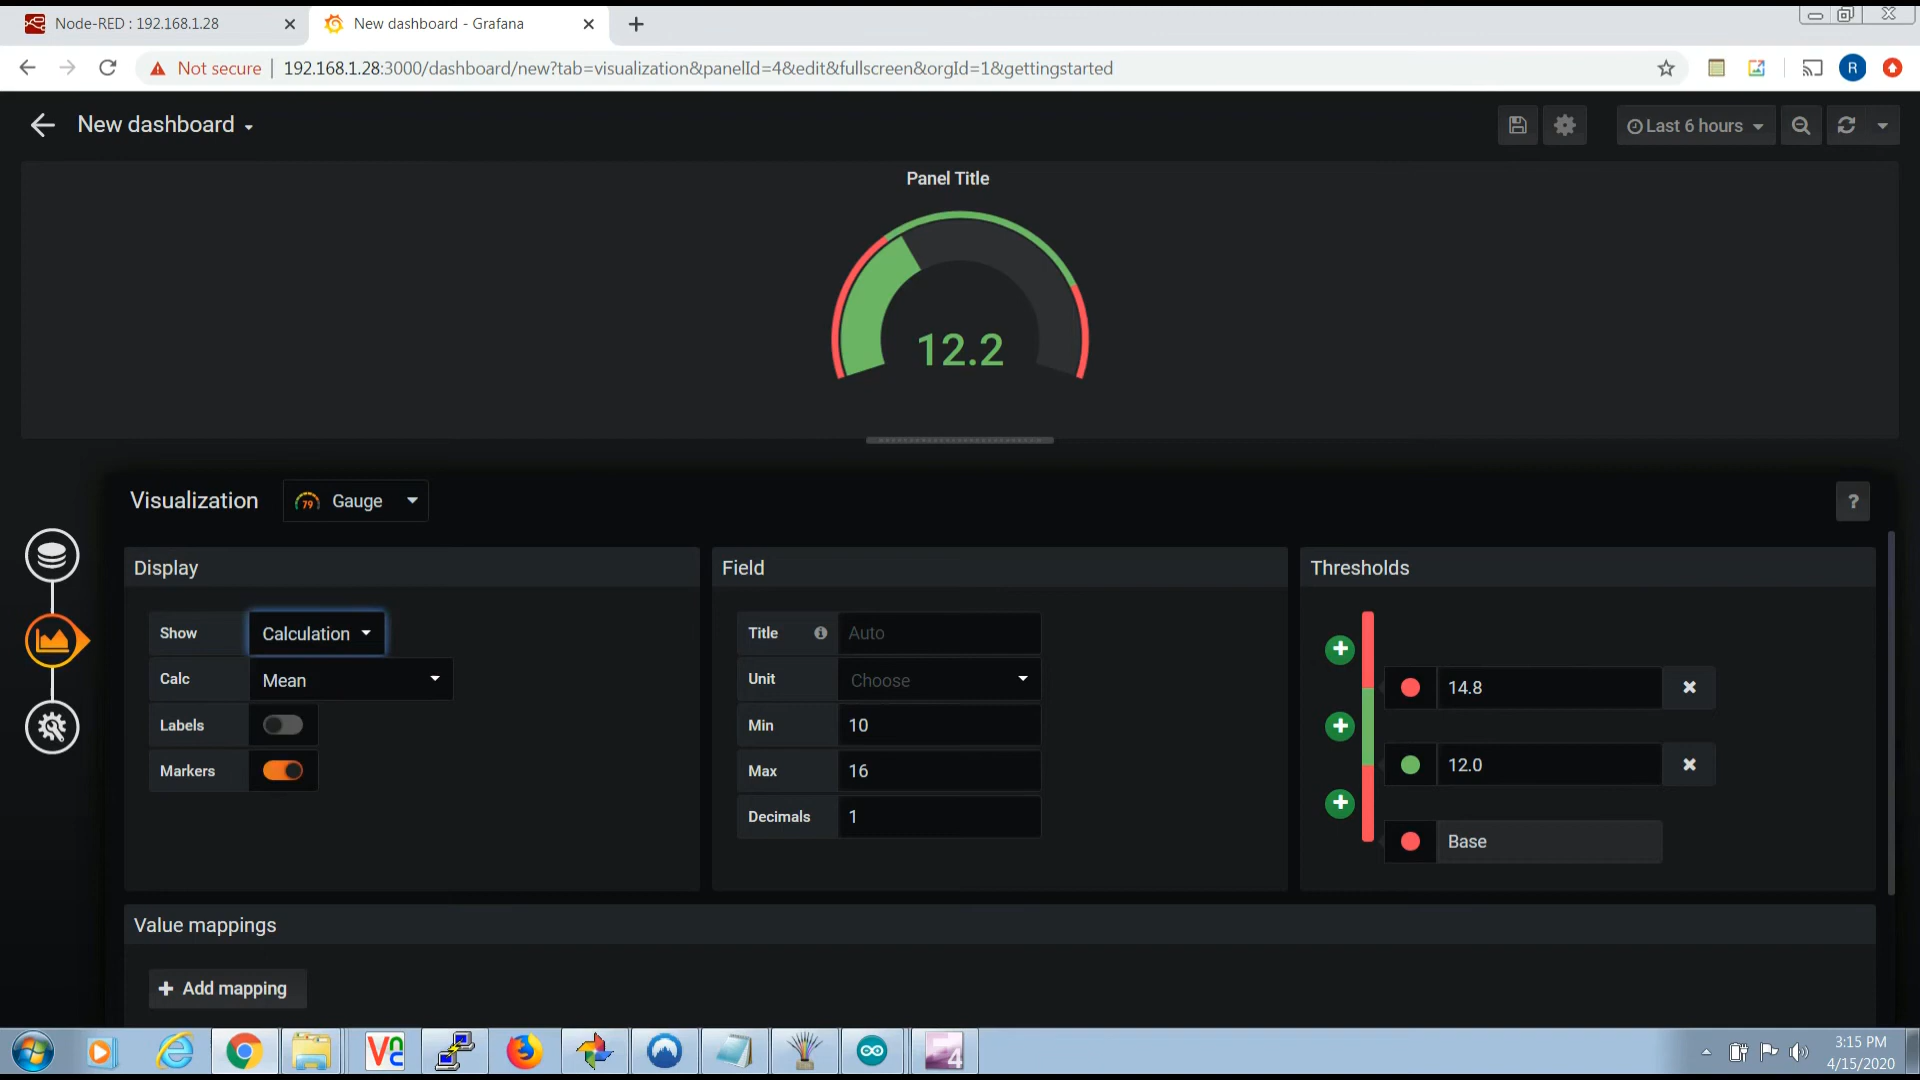 Node-RED : 192.168.1.28
New dashboard - Grafana
Not secure
192.168.1.28:3000/dashboard/new?tab=visualization&panelId=4&edit&fullscreen&orgId=1&gettingstarted
R
New dashboard
Last 6 hours
Panel Title
12.2
Visualization
79
Gauge
?
Display
Show
Calculation
Calc
Mean
Labels
Markers
Field
Title
Auto
Unit
Choose
Min
10
Max
16
Decimals
1
Thresholds
14.8
12.0
Base
Value mappings
Add mapping
4
3:15 PM
4/15/2020